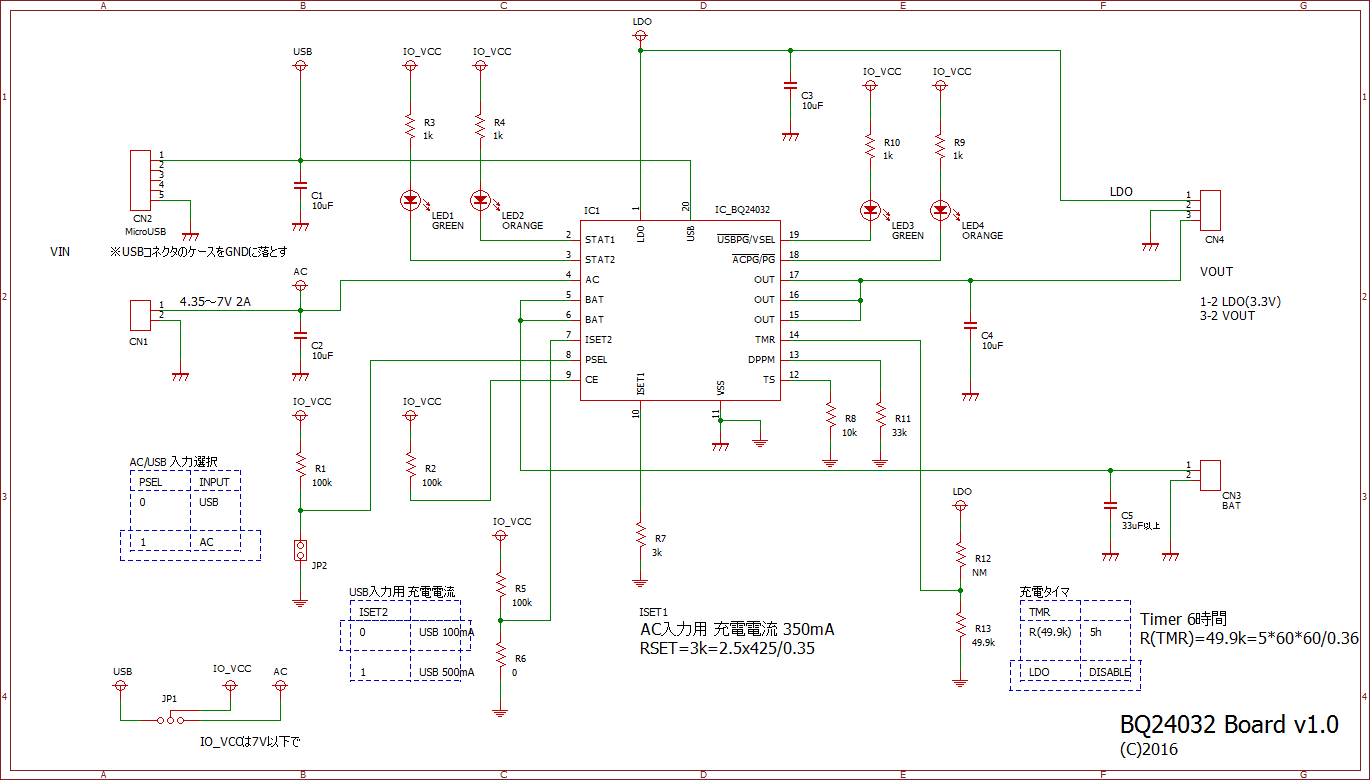 A B C D E F G
1
2
3
4
1
2
3
4
LDO
USB
IO_VCC IO_VCC
IO_VCC IO_VCC
C3
10uF
R3
1k
R4
1k
R10
1k
R9
1k
1
2
3
4
5
CN2
MicroUSB
C1
10uF
LED1
GREEN
LED2
ORANGE
LED3
GREEN
LED4
ORANGE
LDO
1
2
3
CN4
VIN
※USBコネクタのケースをGNDに落とす
IC1
IC_BQ24032
1 LDO
20 USB
2 STAT1
3 STAT2
4 AC
5 BAT
6 BAT
7 ISET2
8 PSEL
9 CE
10 ISET1
11 VSS
USBPG/VSEL 19
ACPG/PG 18
OUT 17
OUT 16
OUT 15
TMR 14
DPPM 13
TS 12
VOUT
1-2 LDO(3.3V)
3-2 VOUT
AC
4.35～7V 2A
1
2
CN1
C2
10uF
C4
10uF
IO_VCC
IO_VCC
R1
100k
R2
100k
R8
10k
R11
33k
AC/USB 入力選択
PSEL INPUT
0 USB
1 AC
JP2
1
2
CN3
BAT
C5
33uF以上
IO_VCC
R5
100k
R6
0
R7
3k
LDO
R12
NM
R13
49.9k
USB入力用 充電電流
ISET2
0 USB 100mA
1 USB 500mA
ISET1
AC入力用 充電電流 350mA
RSET=3k=2.5x425/0.35
充電タイマ
TMR
R(49.9k) 5h
LDO DISABLE
Timer 6時間
R(TMR)=49.9k=5*60*60/0.36
USB
IO_VCC
AC
JP1
IO_VCCは7V以下で
BQ24032 Board v1.0
(C)2016
A B C D E F G